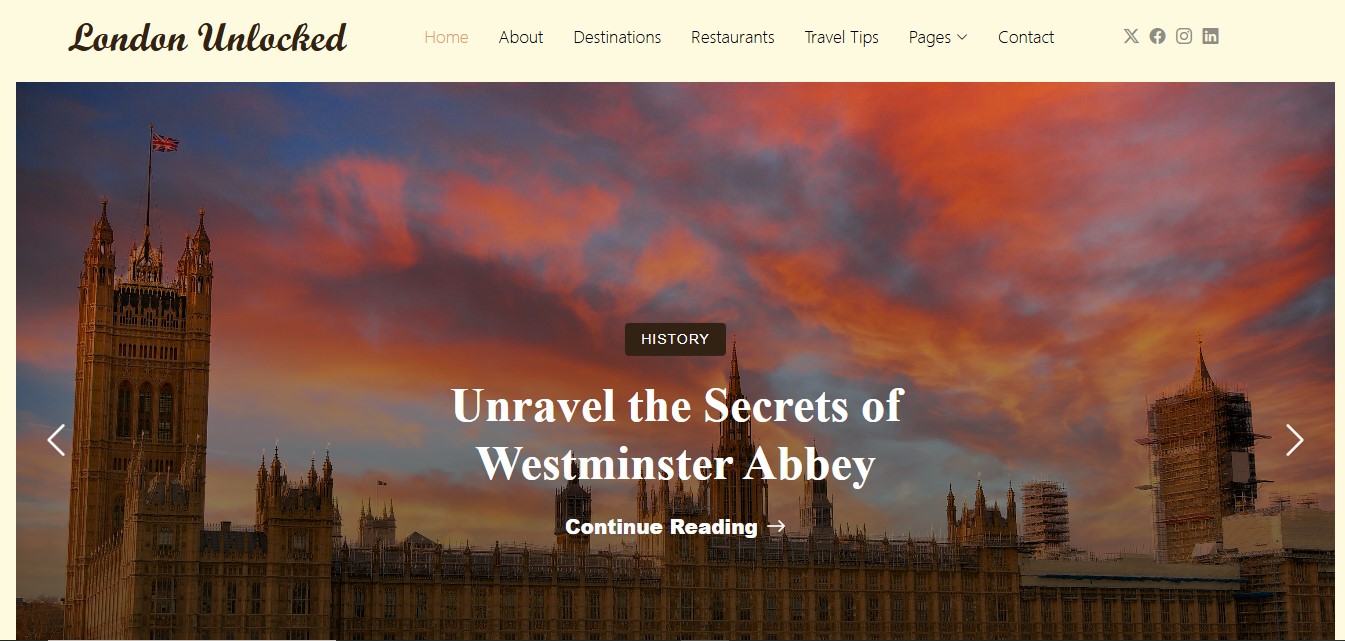 London Unlocked
Home About Destinations Restaurants Travel Tips Pages Contact
HISTORY
Unravel the Secrets of
Westminster Abbey
Continue Reading →